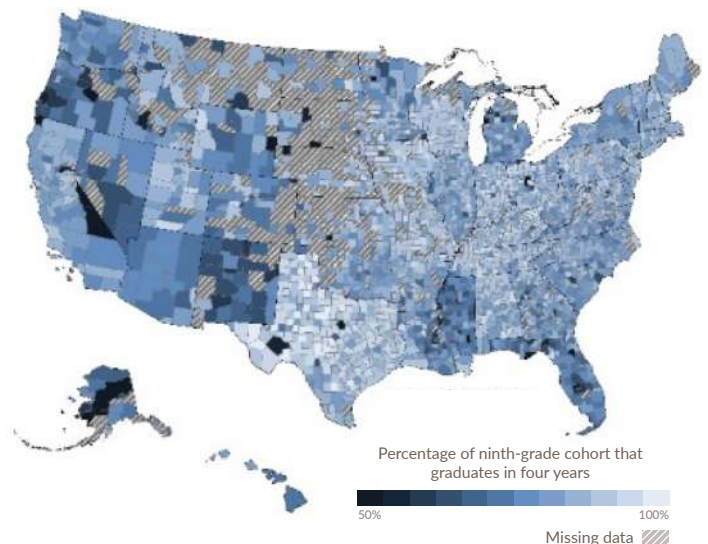 Percentage of ninth-grade cohort that
graduates in four years
50% 100%
Missing data